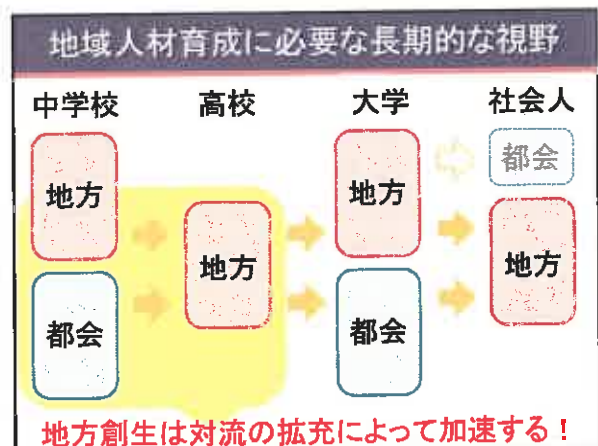 地域人材育成に必要な長期的な視野
中学校 高校 大学 社会人
地方 地方 都会
地方 地方
都会 都会
地方創生は対流の拡充によって加速する！